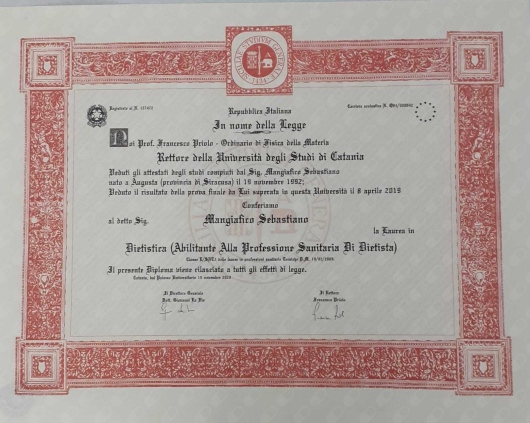 Repubblica Italiana
In nome della Legge
Noi Prof. Francesco Priolo - Ordinario di Fisica della Materia
Rettore della Università degli Studi di Catania
Veduti gli attestati degli studi compiuti dal Sig. Mangiafico Sebastiano
nato a Augusta (provincia di Siracusa) il 16 novembre 1992;
Veduto il risultato della prova finale da Lui superata in questa Università il 8 aprile 2019
Conferiamo
al detto Sig. Mangiafico Sebastiano
la Laurea in
Dietistica (Abilitante Alla Professione Sanitaria Di Dietista)
Il presente Diploma viene rilasciato a tutti gli effetti di legge.
Catania, dal Palazzo Universitario
Il Direttore Generale
Il Rettore
Francesco Priolo